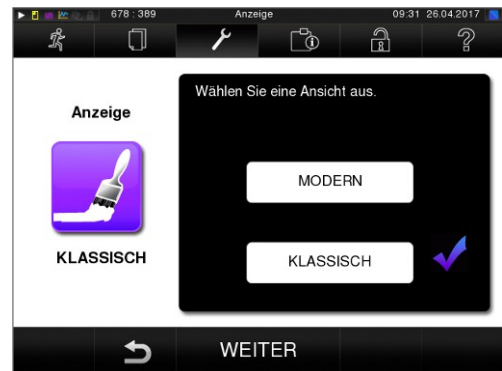 678 : 389 Anzeige 09:31 26.04.2017
Anzeige
KLASSISCH
Wählen Sie eine Ansicht aus.
MODERN
KLASSISCH
WEITER